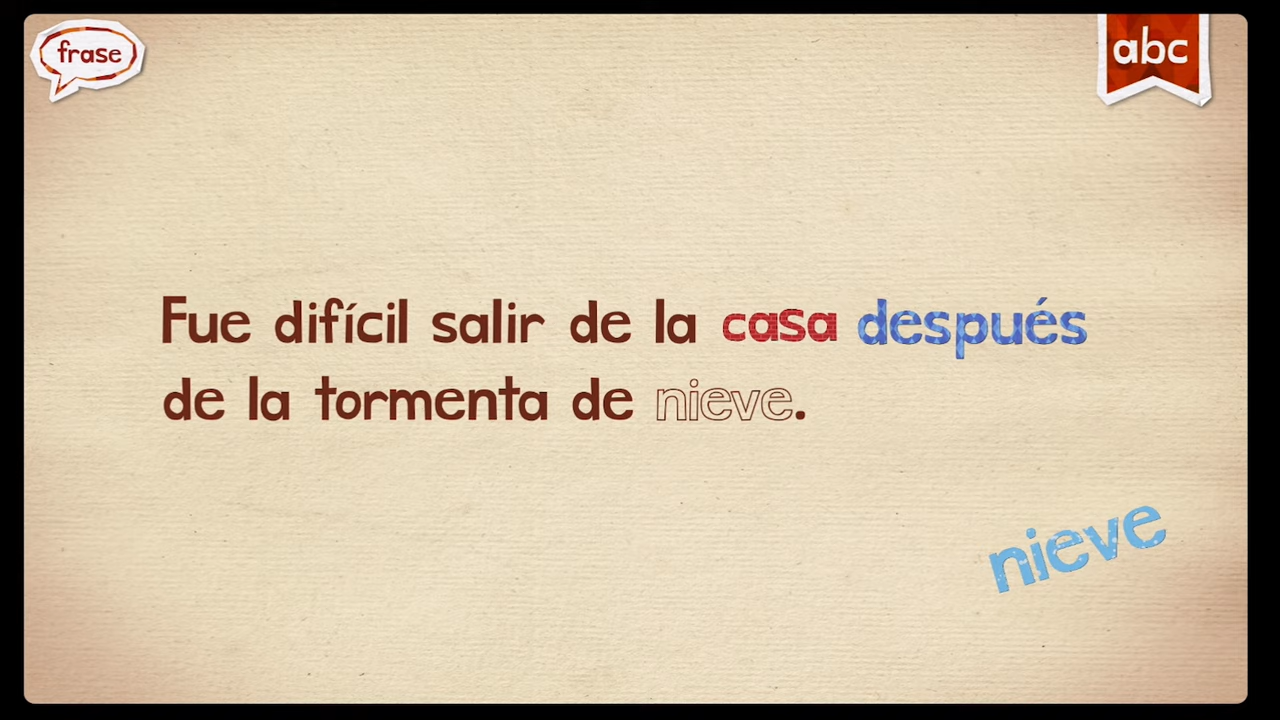 frase
abc
Fue difícil salir de la casa después
de la tormenta de nieve.
nieve